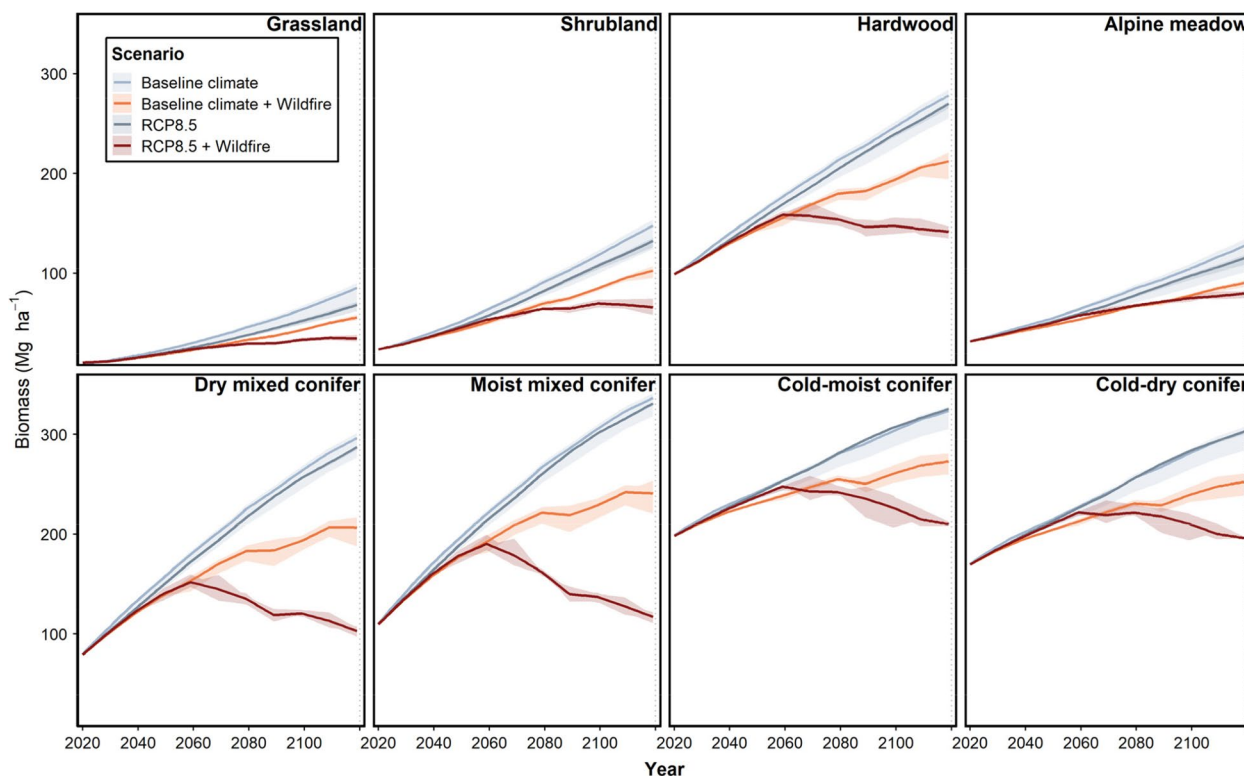 Grassland
Shrubland
Hardwood
Alpine meadow
Scenario
Baseline climate
Baseline climate + Wildfire
RCP8.5
RCP8.5 + Wildfire
300
200
100
Biomass (Mg ha⁻¹)
Dry mixed conifer
Moist mixed conifer
Cold-moist conifer
Cold-dry conifer
300
200
100
2020 2040 2060 2080 2100 2020 2040 2060 2080 2100 2020 2040 2060 2080 2100 2020 2040 2060 2080 2100
Year